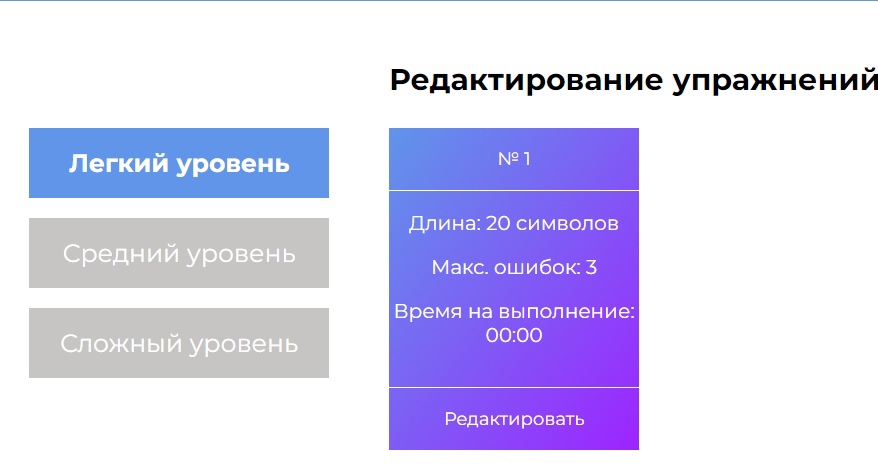 Редактирование упражнений
Легкий уровень
Средний уровень
Сложный уровень
№ 1
Длина: 20 символов
Макс. ошибок: 3
Время на выполнение:
00:00
Редактировать